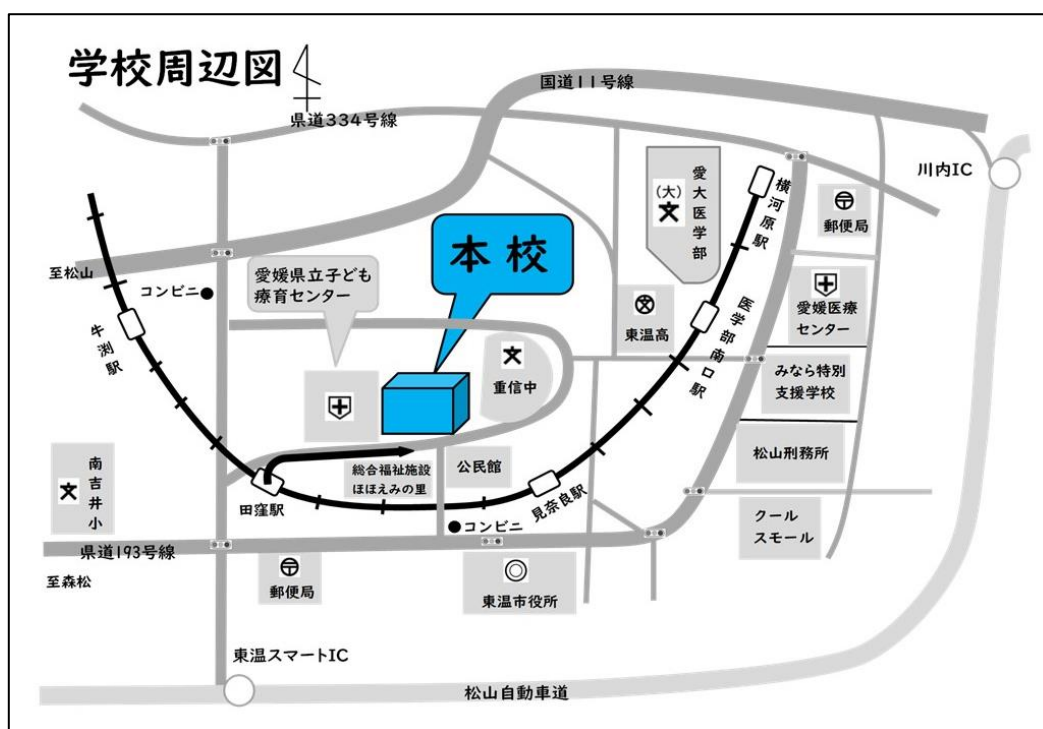 学校周辺図
国道11号線
県道334号線
川内IC
横河原駅
愛大医学部
(大)
文
郵便局
本校
至松山
コンビニ
愛媛県立子ども
療育センター
牛渕駅
東温高
文
医学部南口駅
愛媛医療
センター
文
重信中
みなら特別
支援学校
松山刑務所
南吉井小
文
総合福祉施設
ほほえみの里
公民館
田窪駅
見奈良駅
コンビニ
クール
スモール
県道193号線
至森松
郵便局
東温市役所
東温スマートIC
松山自動車道